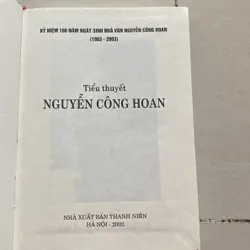 KỶ NIỆM 100 NĂM NGÀY SINH NHÀ VĂN NGUYỄN CÔNG HOAN
(1903 - 2003)
Tiểu thuyết
NGUYỄN CÔNG HOAN
NHÀ XUẤT BẢN THANH NIÊN
HÀ NỘI - 2002